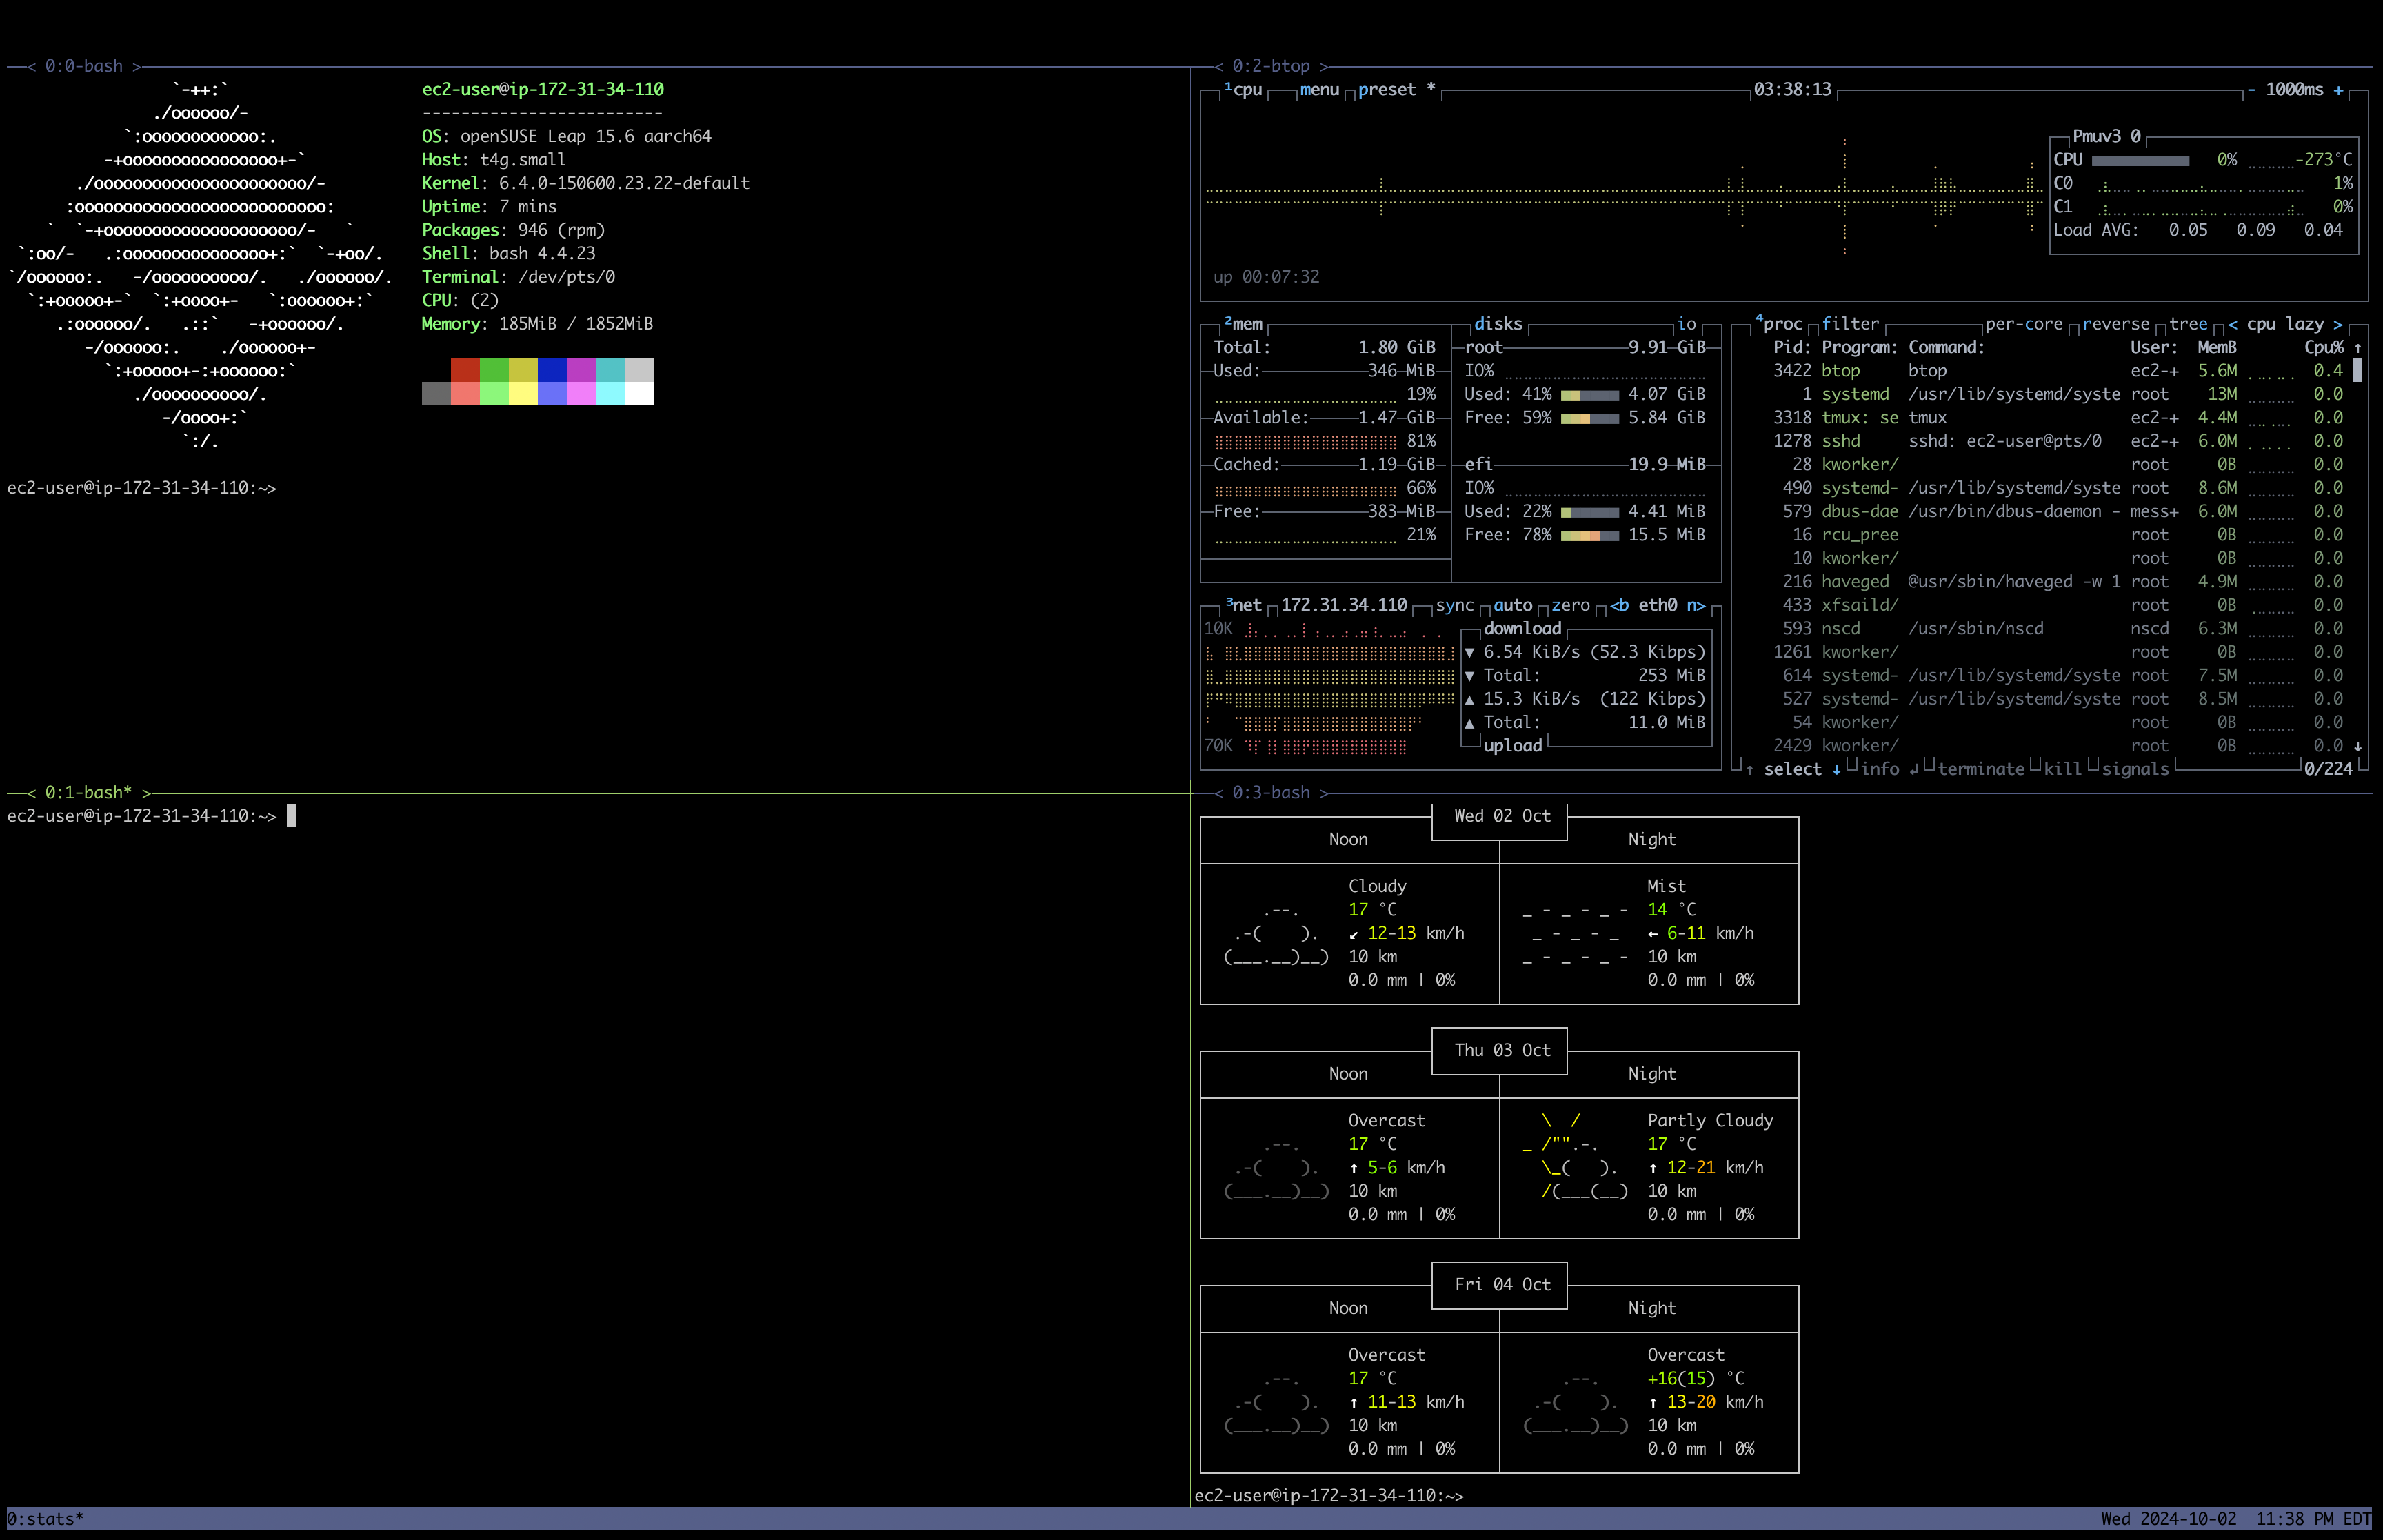 < 0:0-bash >
ec2-user@ip-172-31-34-110
-------------------------
OS: openSUSE Leap 15.6 aarch64
Host: t4g.small
Kernel: 6.4.0-150600.23.22-default
Uptime: 7 mins
Packages: 946 (rpm)
Shell: bash 4.4.23
Terminal: /dev/pts/0
CPU: (2)
Memory: 185MiB / 1852MiB
ec2-user@ip-172-31-34-110:~>
< 0:1-bash* >
ec2-user@ip-172-31-34-110:~>
< 0:2-btop >
¹cpu menu preset * 03:38:13 - 1000ms +
Pmuv3 0
CPU 0% -273°C
C0 1%
C1 0%
Load AVG: 0.05 0.09 0.04
up 00:07:32
²mem
Total: 1.80 GiB
Used: 346 MiB
19%
Available: 1.47 GiB
81%
Cached: 1.19 GiB
66%
Free: 383 MiB
21%
disks io
root 9.91 GiB
IO%
Used: 41% 4.07 GiB
Free: 59% 5.84 GiB
efi 19.9 MiB
IO%
Used: 22% 4.41 MiB
Free: 78% 15.5 MiB
³net 172.31.34.110 sync auto zero <b eth0 n>
10K
download
▼ 6.54 KiB/s (52.3 Kibps)
▼ Total: 253 MiB
▲ 15.3 KiB/s (122 Kibps)
▲ Total: 11.0 MiB
70K
upload
⁴proc filter per-core reverse tree < cpu lazy >
Pid: Program: Command: User: MemB Cpu% ↑
3422 btop btop ec2-+ 5.6M 0.4
1 systemd /usr/lib/systemd/syste root 13M 0.0
3318 tmux: se tmux ec2-+ 4.4M 0.0
1278 sshd sshd: ec2-user@pts/0 ec2-+ 6.0M 0.0
28 kworker/ root 0B 0.0
490 systemd- /usr/lib/systemd/syste root 8.6M 0.0
579 dbus-dae /usr/bin/dbus-daemon - mess+ 6.0M 0.0
16 rcu_pree root 0B 0.0
10 kworker/ root 0B 0.0
216 haveged @usr/sbin/haveged -w 1 root 4.9M 0.0
433 xfsaild/ root 0B 0.0
593 nscd /usr/sbin/nscd nscd 6.3M 0.0
1261 kworker/ root 0B 0.0
614 systemd- /usr/lib/systemd/syste root 7.5M 0.0
527 systemd- /usr/lib/systemd/syste root 8.5M 0.0
54 kworker/ root 0B 0.0
2429 kworker/ root 0B 0.0 ↓
↑ select ↓ info ↲ terminate kill signals 0/224
< 0:3-bash >
Wed 02 Oct
Noon Night
Cloudy Mist
17 °C 14 °C
↙ 12-13 km/h ← 6-11 km/h
10 km 10 km
0.0 mm | 0% 0.0 mm | 0%
Thu 03 Oct
Noon Night
Overcast Partly Cloudy
17 °C 17 °C
↑ 5-6 km/h ↑ 12-21 km/h
10 km 10 km
0.0 mm | 0% 0.0 mm | 0%
Fri 04 Oct
Noon Night
Overcast Overcast
17 °C +16(15) °C
↑ 11-13 km/h ↑ 13-20 km/h
10 km 10 km
0.0 mm | 0% 0.0 mm | 0%
ec2-user@ip-172-31-34-110:~>
0:stats* Wed 2024-10-02 11:38 PM EDT